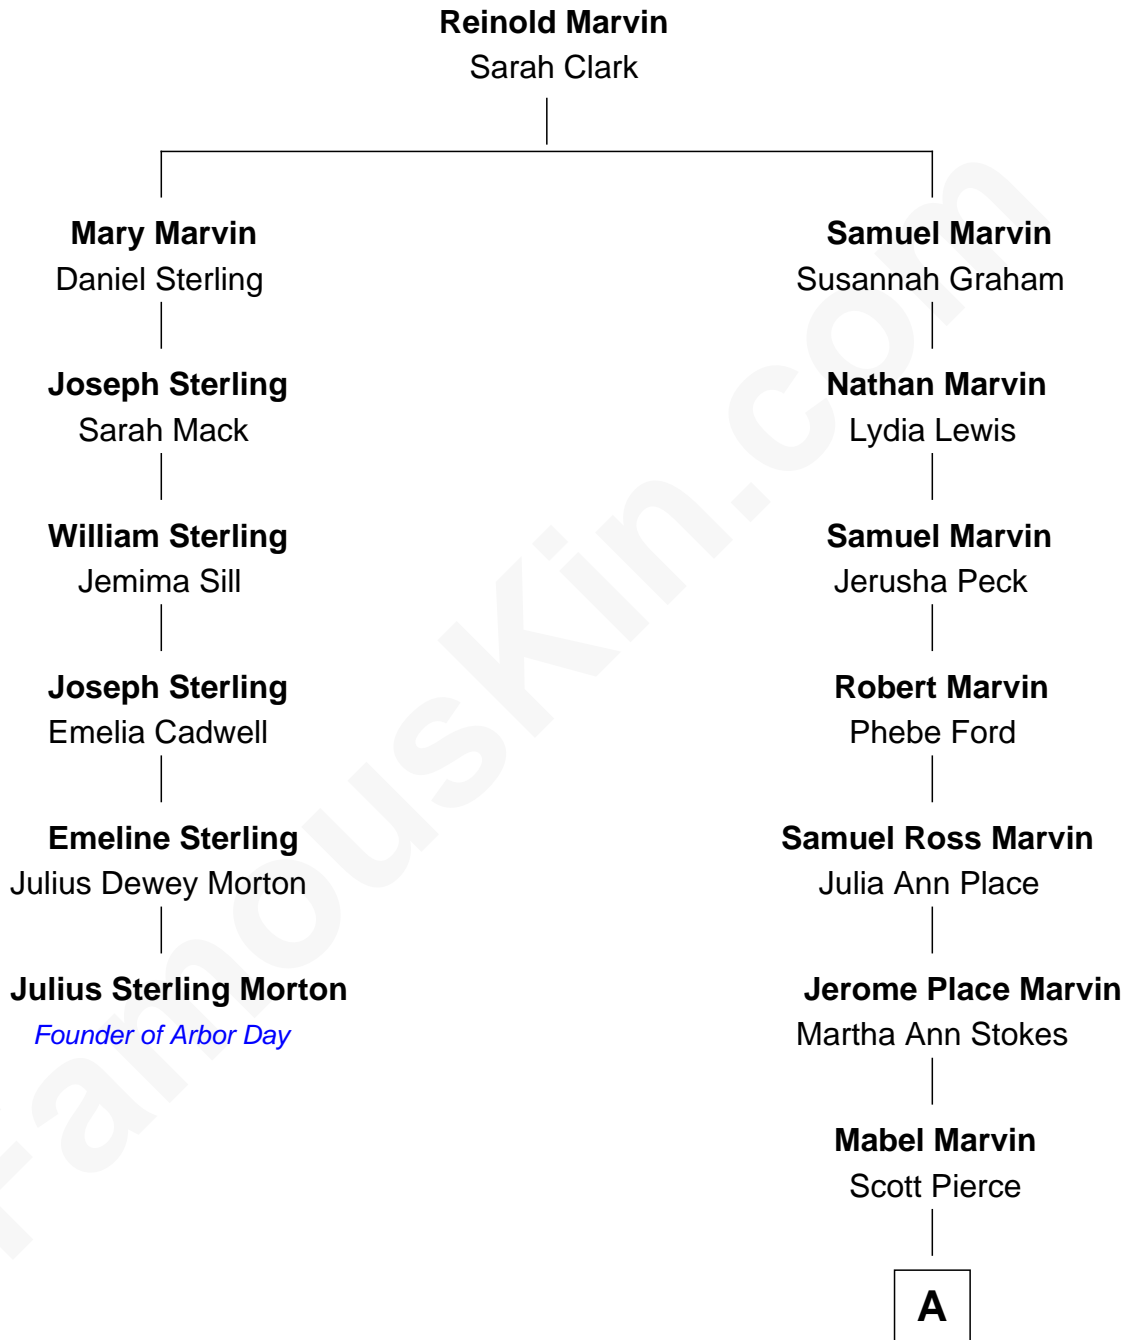 Reinold Marvin
Sarah Clark
Mary Marvin
Daniel Sterling
Joseph Sterling
Sarah Mack
William Sterling
Jemima Sill
Joseph Sterling
Emelia Cadwell
Emeline Sterling
Julius Dewey Morton
Julius Sterling Morton
Founder of Arbor Day
Samuel Marvin
Susannah Graham
Nathan Marvin
Lydia Lewis
Samuel Marvin
Jerusha Peck
Robert Marvin
Phebe Ford
Samuel Ross Marvin
Julia Ann Place
Jerome Place Marvin
Martha Ann Stokes
Mabel Marvin
Scott Pierce
A
FamousKin.com